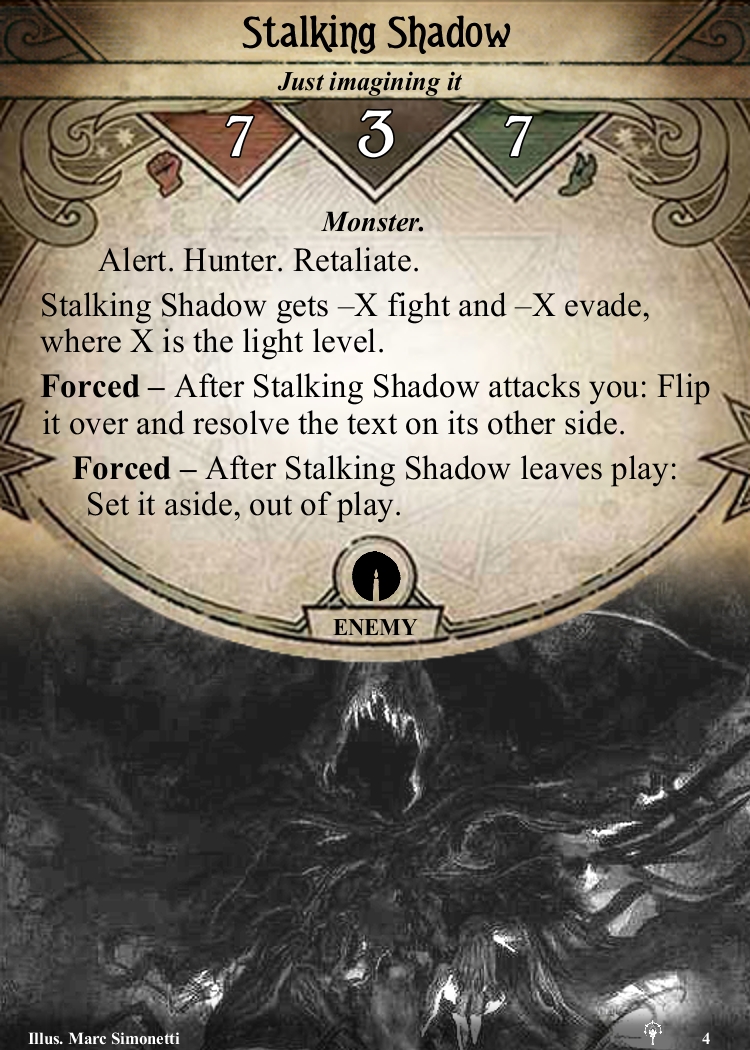 Stalking Shadow
Just imagining it
7 3 7
Monster.
Alert. Hunter. Retaliate.
Stalking Shadow gets –X fight and –X evade,
where X is the light level.
Forced – After Stalking Shadow attacks you: Flip
it over and resolve the text on its other side.
Forced – After Stalking Shadow leaves play:
Set it aside, out of play.
ENEMY
Illus. Marc Simonetti 4